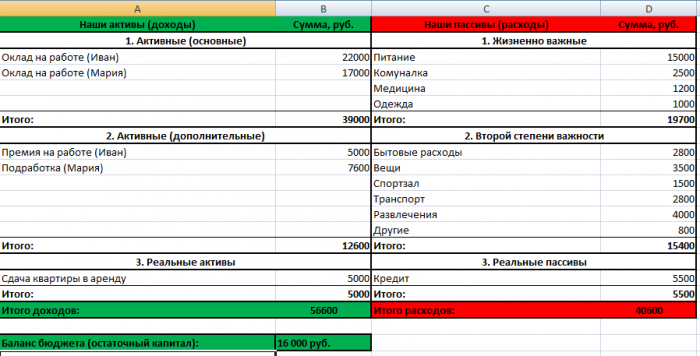 A B C D
Наши активы (доходы) Сумма, руб. Наши пассивы (расходы) Сумма, руб.
1. Активные (основные) 1. Жизненно важные
Оклад на работе (Иван) 22000 Питание 15000
Оклад на работе (Мария) 17000 Комуналка 2500
Медицина 1200
Одежда 1000
Итого: 39000 Итого: 19700
2. Активные (дополнительные) 2. Второй степени важности
Премия на работе (Иван) 5000 Бытовые расходы 2800
Подработка (Мария) 7600 Вещи 3500
Спортзал 1500
Транспорт 2800
Развлечения 4000
Другие 800
Итого: 12600 Итого: 15400
3. Реальные активы 3. Реальные пассивы
Сдача квартиры в аренду 5000 Кредит 5500
Итого: 5000 Итого: 5500
Итого доходов: 56600 Итого расходов: 40600
Баланс бюджета (остаточный капитал): 16 000 руб.